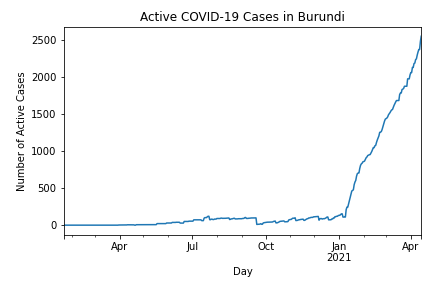 Active COVID-19 Cases in Burundi
Number of Active Cases
2500
2000
1500
1000
500
0
Apr
Jul
Oct
Jan
2021
Apr
Day